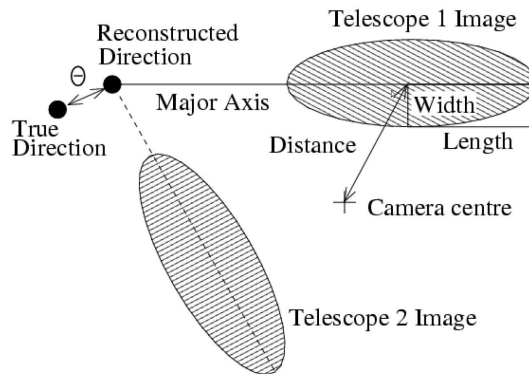 Telescope 1 Image
Reconstructed
Direction
Θ
Major Axis
Width
True
Direction
Distance
Length
Camera centre
Telescope 2 Image